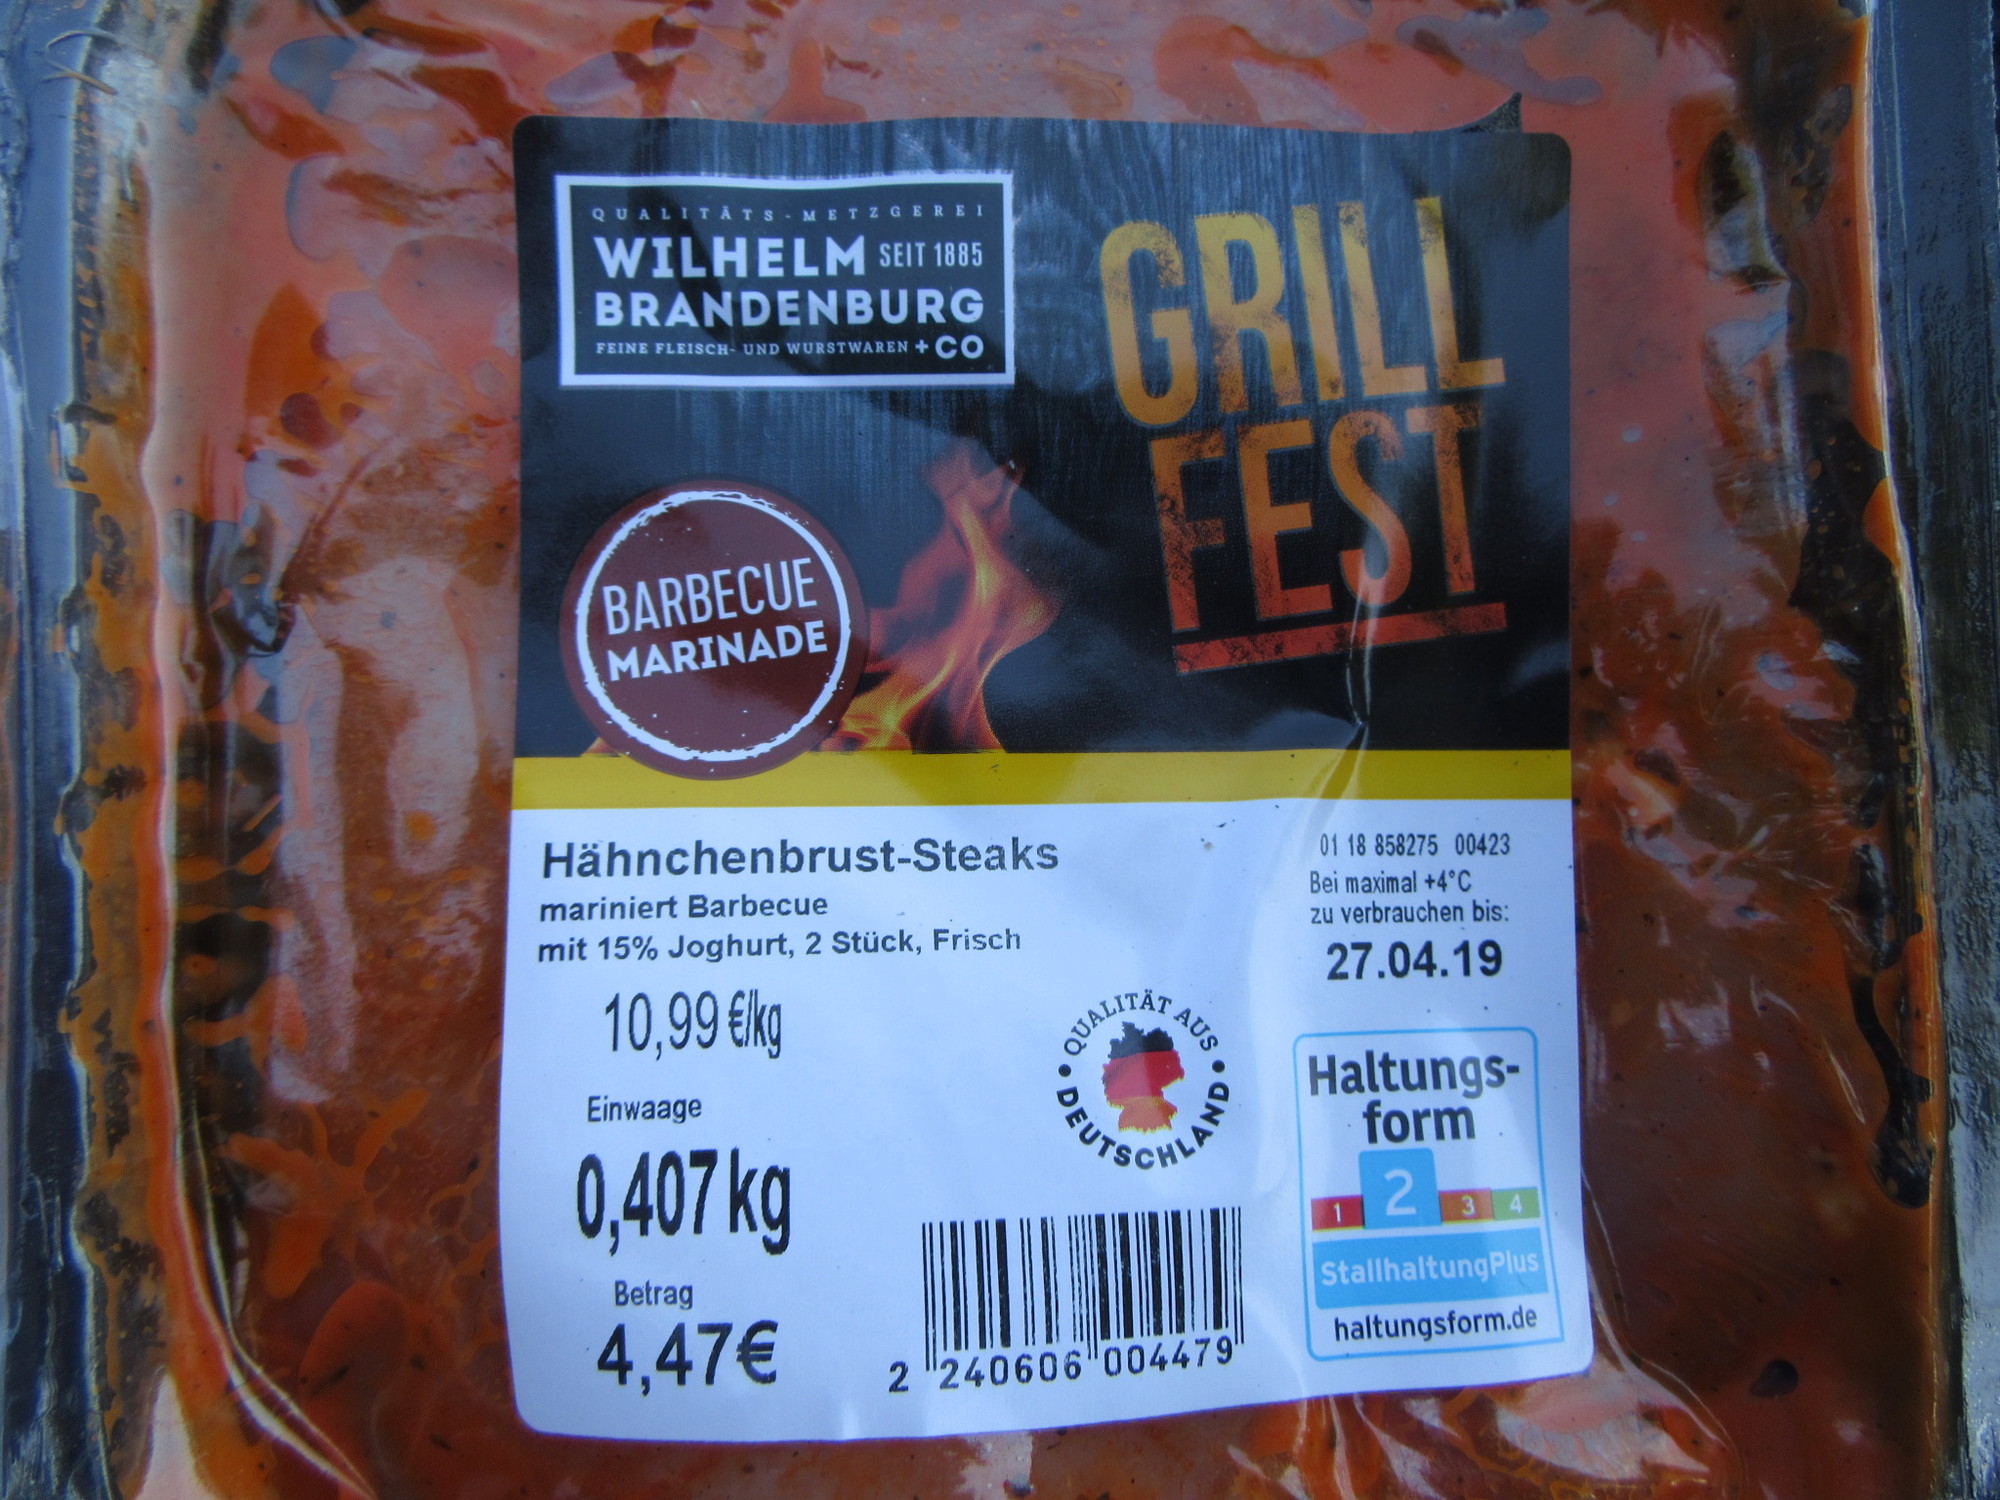 QUALITÄTS-METZGEREI
WILHELM SEIT 1885
BRANDENBURG
FEINE FLEISCH- UND WURSTWAREN + CO
GRILL
FEST
BARBECUE
MARINADE
Hähnchenbrust-Steaks
mariniert Barbecue
mit 15% Joghurt, 2 Stück, Frisch
10,99 €/kg
Einwaage
0,407 kg
Betrag
4,47€
01 18 858275 00423
Bei maximal +4°C
zu verbrauchen bis:
27.04.19
QUALITÄT AUS
DEUTSCHLAND
Haltungs-
form
1 2 3 4
StallhaltungPlus
haltungsform.de
2 240606 004479